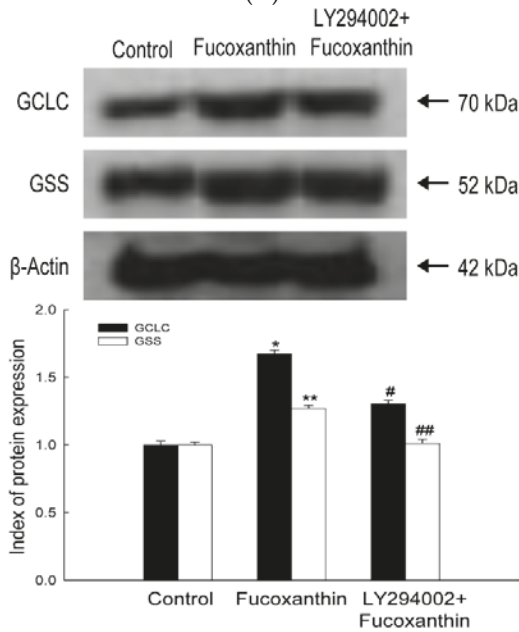 Control Fucoxanthin LY294002+
Fucoxanthin
GCLC ← 70 kDa
GSS ← 52 kDa
β-Actin ← 42 kDa
2.0
1.5
1.0
0.5
0.0
Index of protein expression
GCLC
GSS
*
**
#
##
Control Fucoxanthin LY294002+
Fucoxanthin